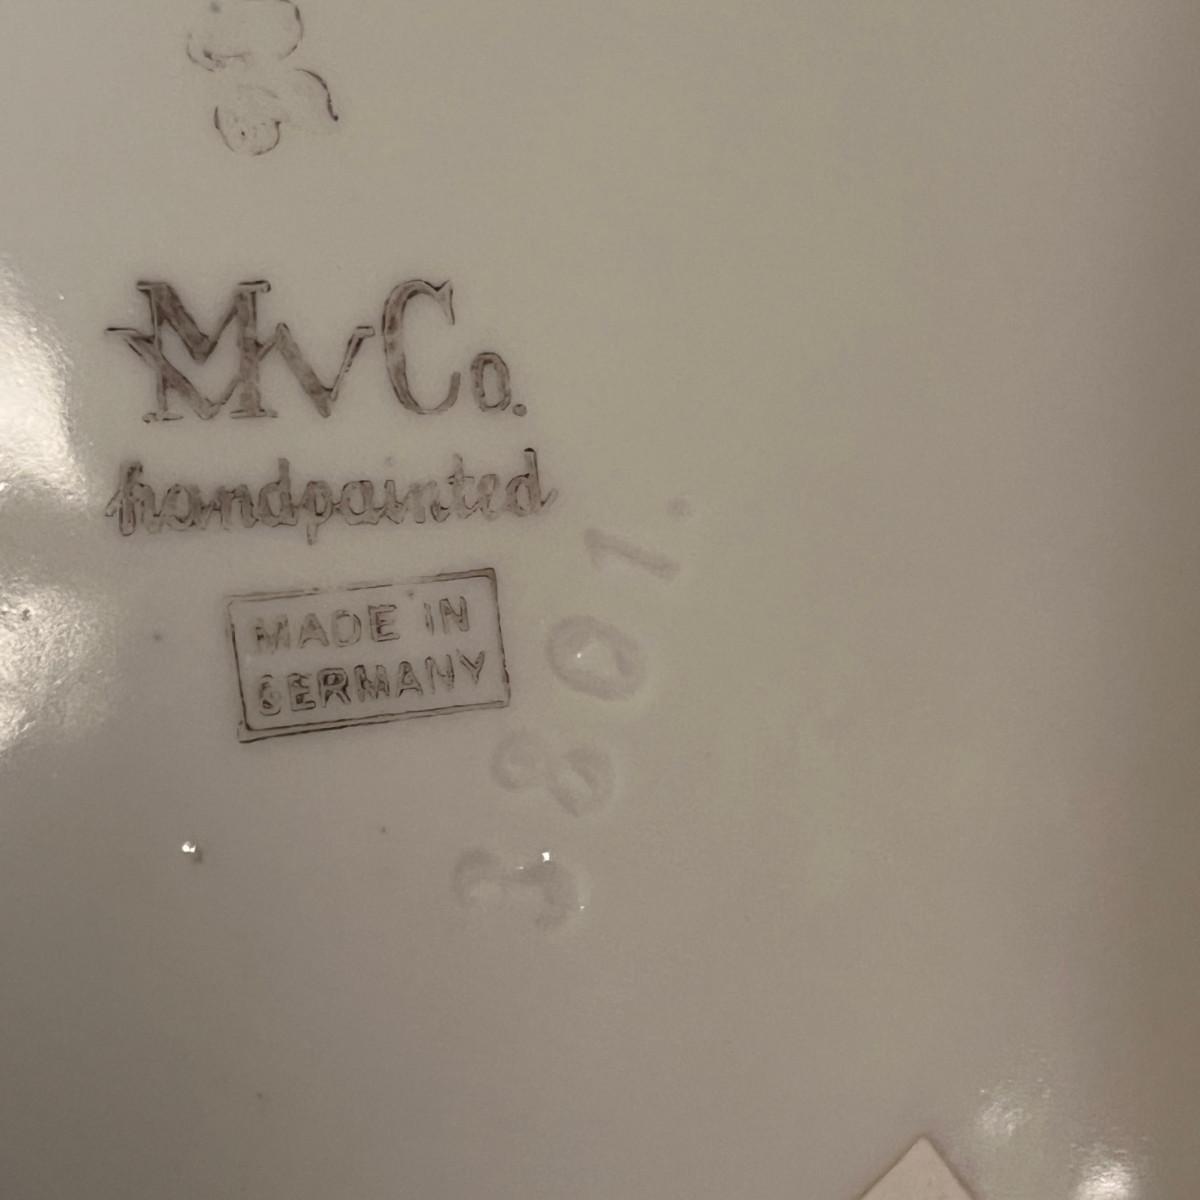 MVCo.
handpainted
MADE IN
GERMANY
3801.